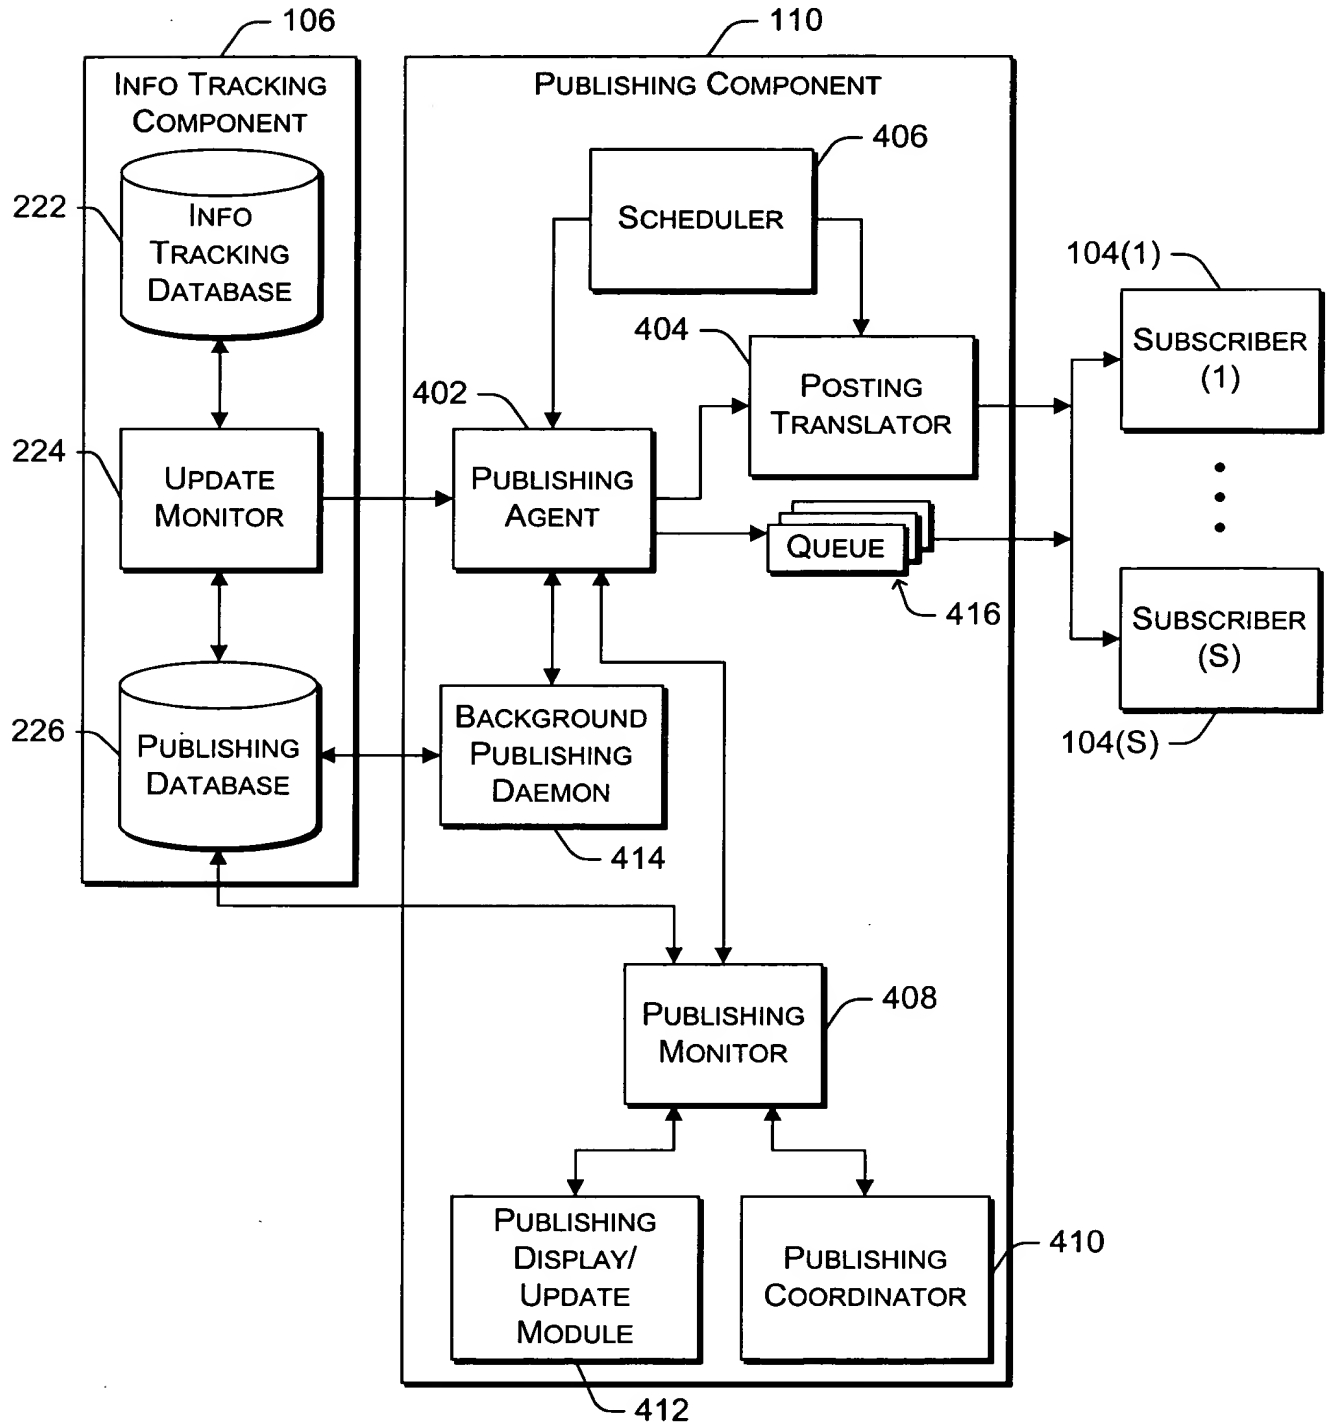 106
110
INFO TRACKING
COMPONENT
PUBLISHING COMPONENT
406
222
INFO
TRACKING
DATABASE
SCHEDULER
104(1)
404
SUBSCRIBER
(1)
402
POSTING
TRANSLATOR
224
UPDATE
MONITOR
PUBLISHING
AGENT
QUEUE
416
SUBSCRIBER
(S)
226
PUBLISHING
DATABASE
BACKGROUND
PUBLISHING
DAEMON
104(S)
414
408
PUBLISHING
MONITOR
PUBLISHING
DISPLAY/
UPDATE
MODULE
410
PUBLISHING
COORDINATOR
412